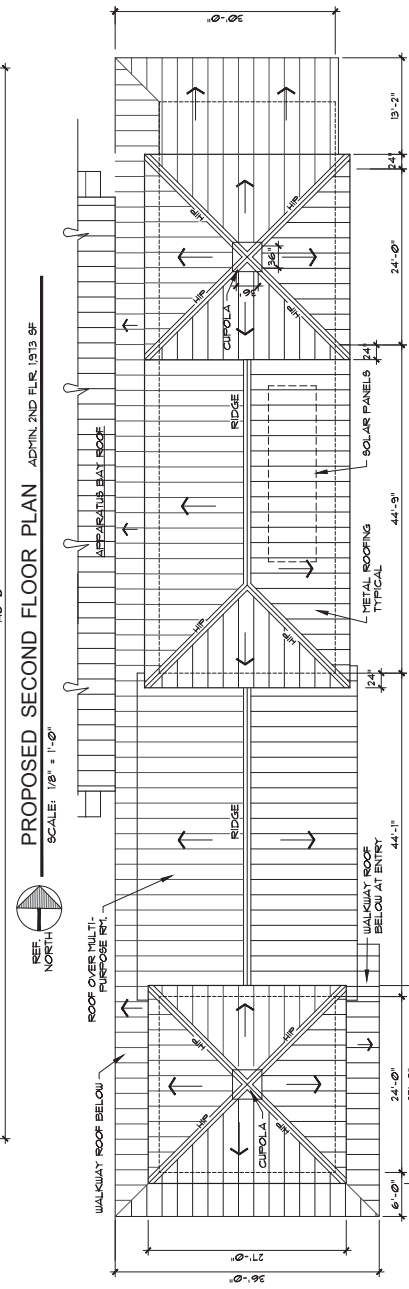 PROPOSED SECOND FLOOR PLAN
ADMIN. 2ND FLR. 1,973 SF
SCALE: 1/8" = 1'-0"
REF.
NORTH
WALKWAY ROOF BELOW
ROOF OVER MULTI-
PURPOSE RM.
APPARATUS BAY ROOF
30'-0"
36'-0"
27'-0"
HIP
HIP
HIP
CUPOLA
RIDGE
HIP
HIP
RIDGE
HIP
HIP
HIP
HIP
CUPOLA
36"
36"
WALKWAY ROOF
BELOW AT ENTRY
METAL ROOFING
TYPICAL
SOLAR PANELS
24"
24"
24"
6'-0"
24'-0"
44'-1"
44'-9"
24'-0"
13'-2"